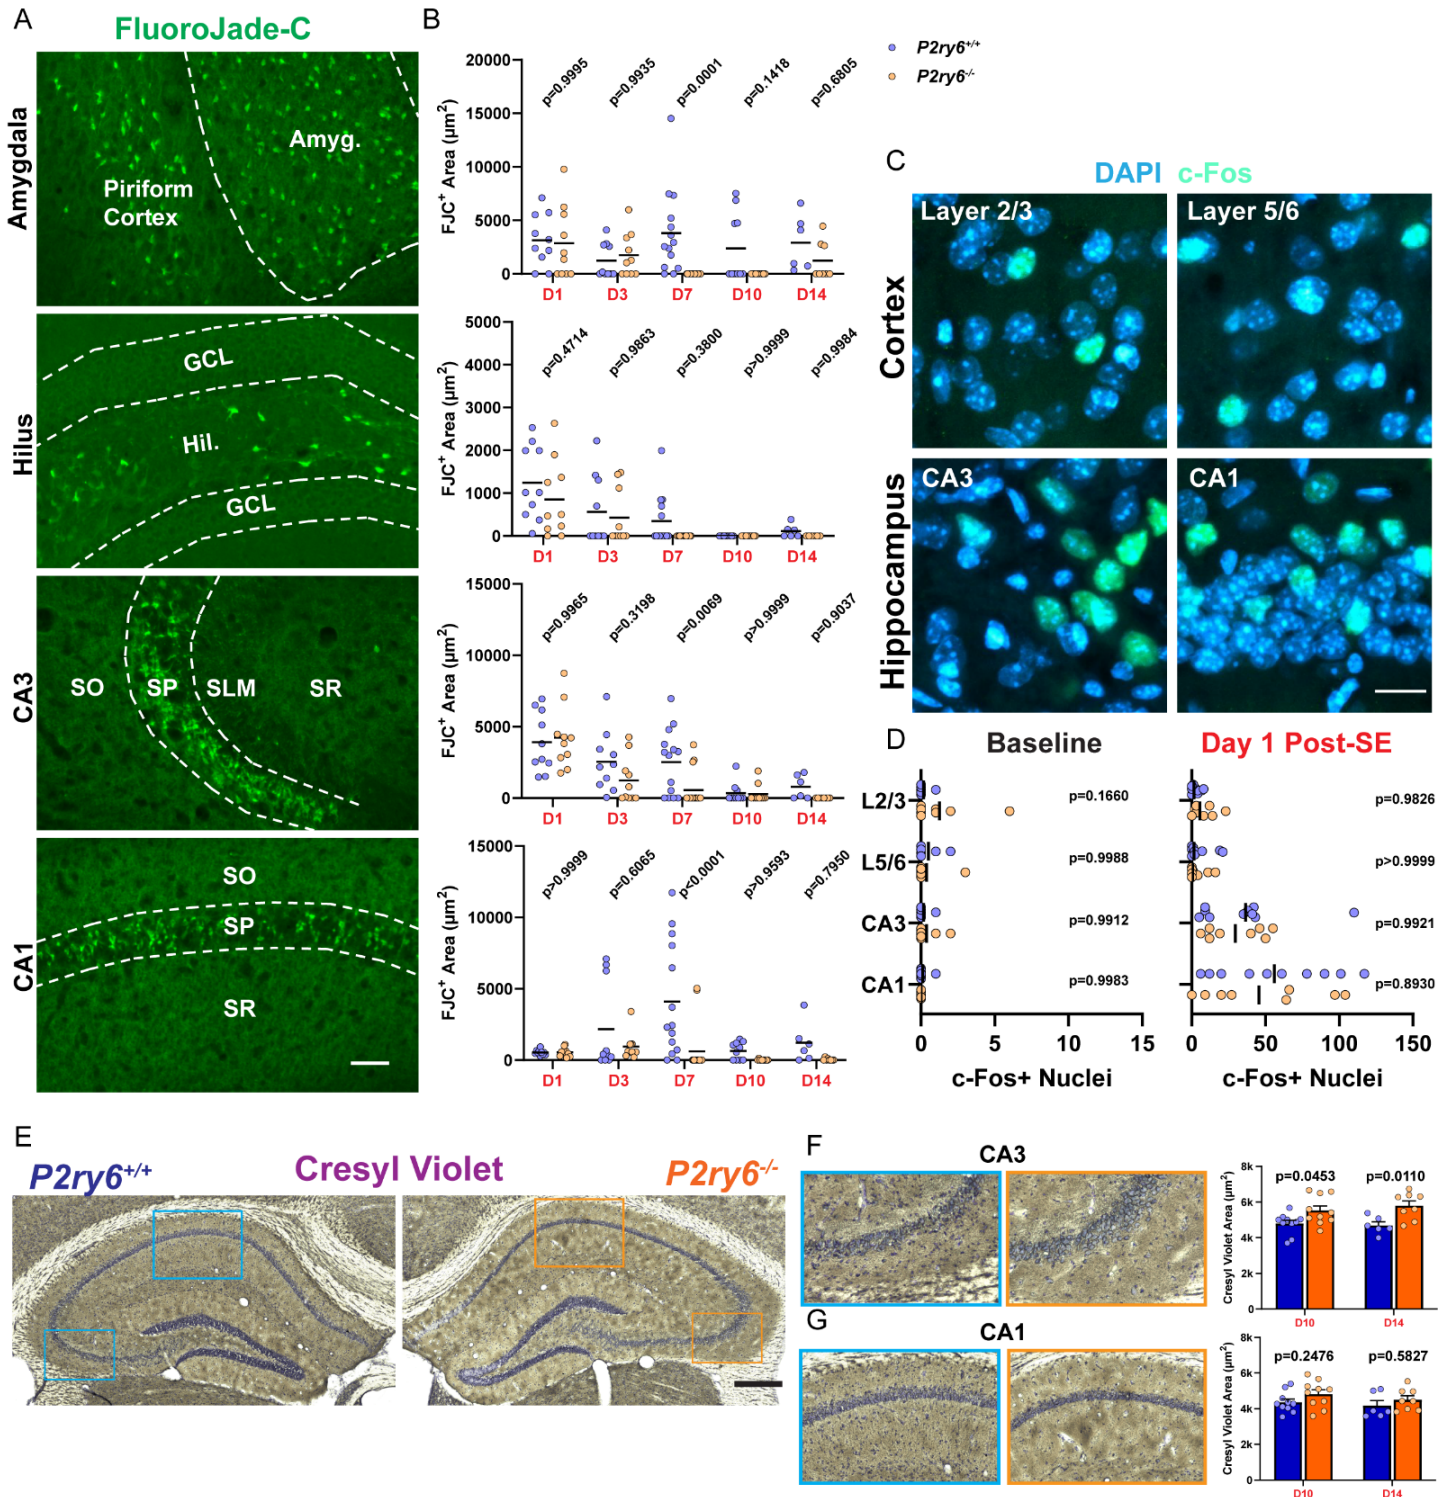 A
FluoroJade-C
Amygdala
Piriform
Cortex
Amyg.
Hilus
GCL
Hil.
GCL
CA3
SO
SP
SLM
SR
CA1
SO
SP
SR
B
P2ry6+/+
P2ry6-/-
FJC+ Area (µm2)
20000
15000
10000
5000
0
p=0.9995
p=0.9935
p=0.0001
p=0.1418
p=0.6805
D1
D3
D7
D10
D14
FJC+ Area (µm2)
5000
4000
3000
2000
1000
0
p=0.4714
p=0.9863
p=0.3800
p>0.9999
p=0.9984
D1
D3
D7
D10
D14
FJC+ Area (µm2)
15000
10000
5000
0
p=0.9965
p=0.3198
p=0.0069
p>0.9999
p=0.9037
D1
D3
D7
D10
D14
FJC+ Area (µm2)
15000
10000
5000
0
p>0.9999
p=0.6065
p<0.0001
p>0.9593
p=0.7950
D1
D3
D7
D10
D14
C
DAPI c-Fos
Cortex
Layer 2/3
Layer 5/6
Hippocampus
CA3
CA1
D
Baseline
Day 1 Post-SE
L2/3
p=0.1660
p=0.9826
L5/6
p=0.9988
p>0.9999
CA3
p=0.9912
p=0.9921
CA1
p=0.9983
p=0.8930
0 5 10 15
0 50 100 150
c-Fos+ Nuclei
c-Fos+ Nuclei
E
P2ry6+/+
Cresyl Violet
P2ry6-/-
F
CA3
Cresyl Violet Area (µm2)
8k
6k
4k
2k
0
p=0.0453
p=0.0110
D10
D14
G
CA1
Cresyl Violet Area (µm2)
8k
6k
4k
2k
0
p=0.2476
p=0.5827
D10
D14